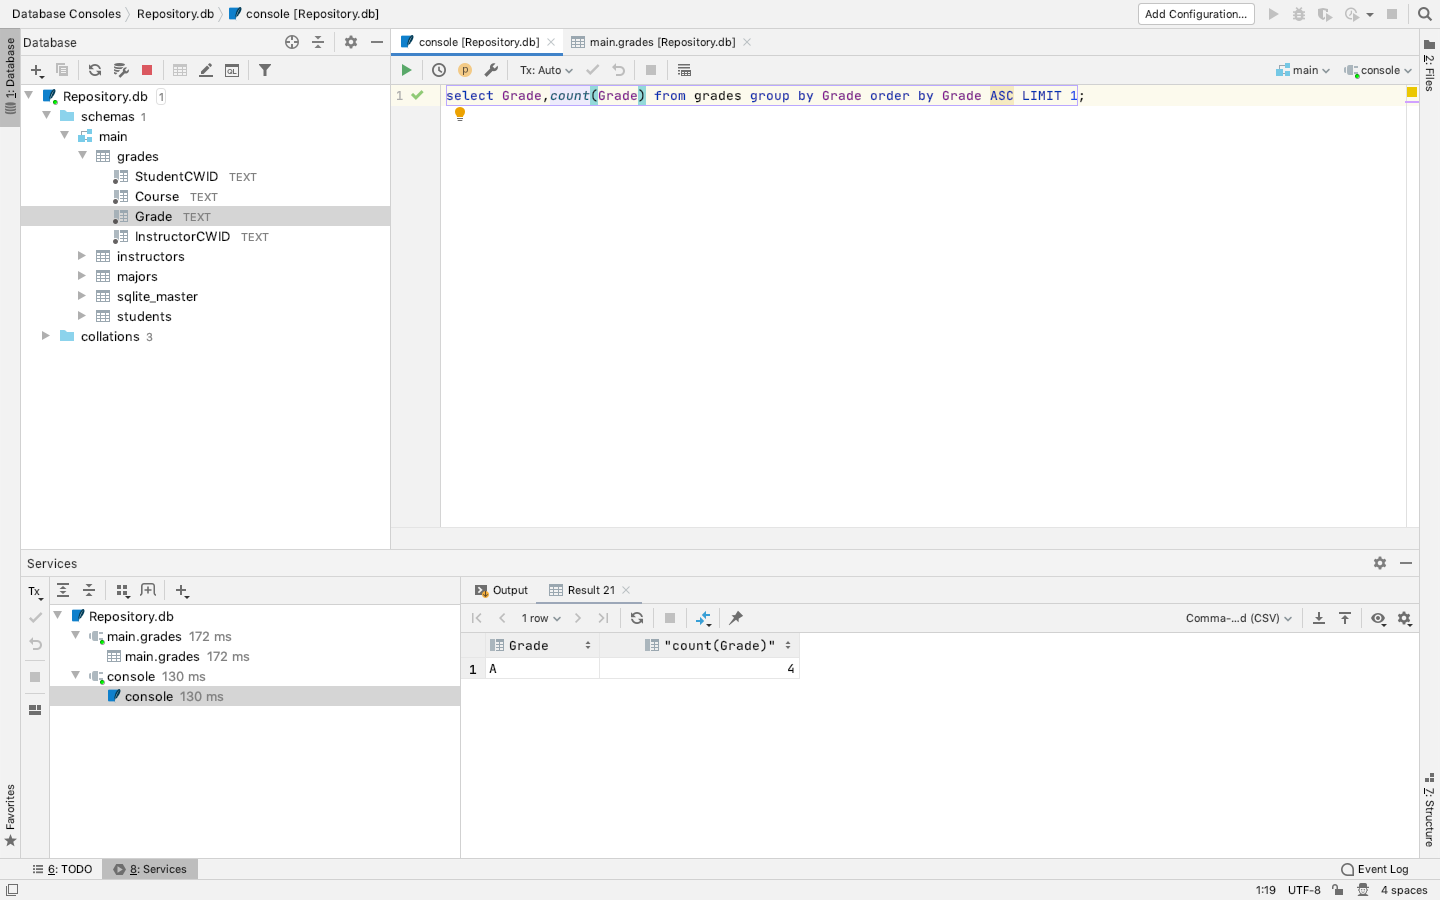 Database Consoles Repository.db console [Repository.db] Add Configuration...
1: Database
Database
Repository.db 1
schemas 1
main
grades
StudentCWID TEXT
Course TEXT
Grade TEXT
InstructorCWID TEXT
instructors
majors
sqlite_master
students
collations 3
console [Repository.db] main.grades [Repository.db]
Tx: Auto main console
1 select Grade,count(Grade) from grades group by Grade order by Grade ASC LIMIT 1;
2: Files
Services
Tx
Repository.db
main.grades 172 ms
main.grades 172 ms
console 130 ms
console 130 ms
Output Result 21
1 row Comma-...d (CSV)
Grade "count(Grade)"
1 A 4
Favorites
7: Structure
6: TODO 8: Services Event Log
1:19 UTF-8 4 spaces